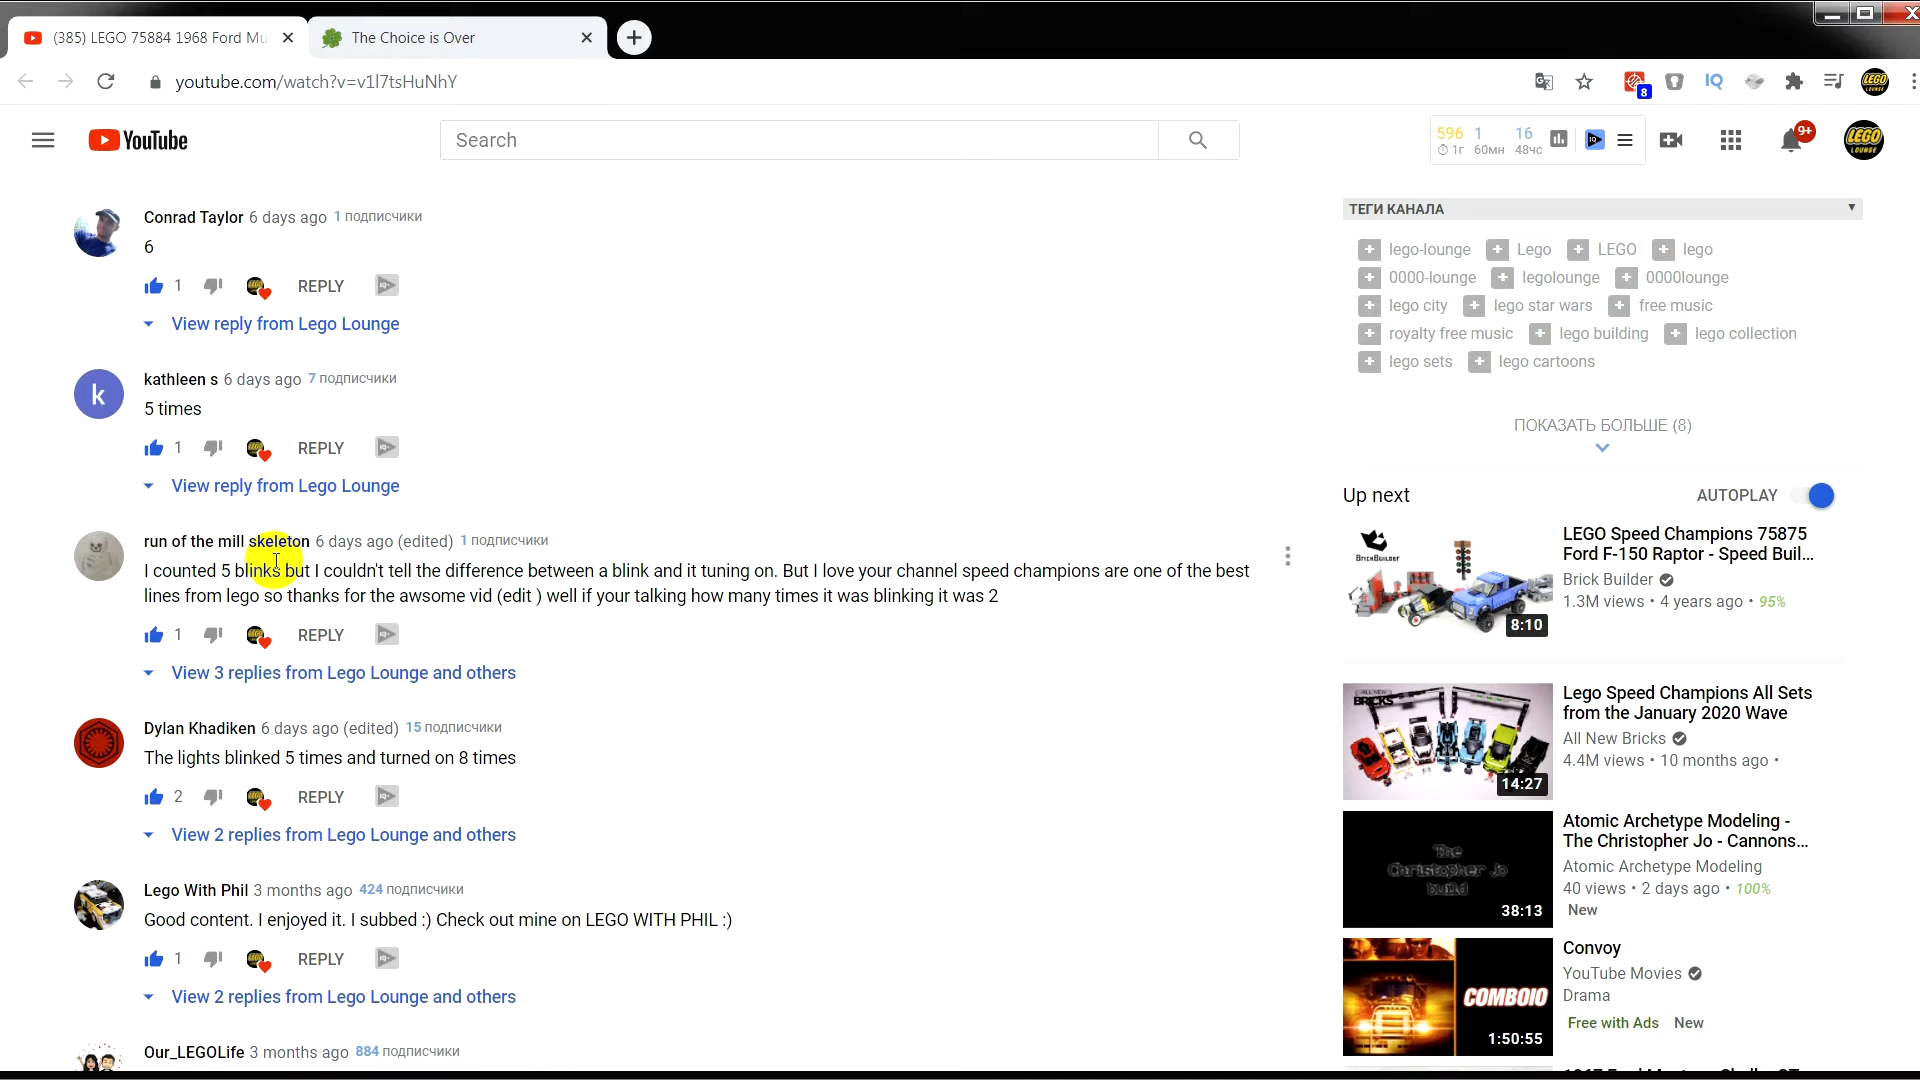 (385) LEGO 75884 1968 Ford Mu
The Choice is Over
youtube.com/watch?v=v1l7tsHuNhY
8
IQ
LEGO
LOUNGE
YouTube
Search
596 1 16
1г 60мн 48чс
9+
LEGO
LOUNGE
Conrad Taylor 6 days ago 1 подписчики
6
1 REPLY
View reply from Lego Lounge
k
kathleen s 6 days ago 7 подписчики
5 times
1 REPLY
View reply from Lego Lounge
run of the mill skeleton 6 days ago (edited) 1 подписчики
I counted 5 blinks but I couldn't tell the difference between a blink and it tuning on. But I love your channel speed champions are one of the best
lines from lego so thanks for the awsome vid (edit ) well if your talking how many times it was blinking it was 2
1 REPLY
View 3 replies from Lego Lounge and others
Dylan Khadiken 6 days ago (edited) 15 подписчики
The lights blinked 5 times and turned on 8 times
2 REPLY
View 2 replies from Lego Lounge and others
Lego With Phil 3 months ago 424 подписчики
Good content. I enjoyed it. I subbed :) Check out mine on LEGO WITH PHIL :)
1 REPLY
View 2 replies from Lego Lounge and others
Our_LEGOLife 3 months ago 884 подписчики
ТЕГИ КАНАЛА
lego-lounge Lego LEGO lego
0000-lounge legolounge 0000lounge
lego city lego star wars free music
royalty free music lego building lego collection
lego sets lego cartoons
ПОКАЗАТЬ БОЛЬШЕ (8)
Up next AUTOPLAY
BRICKBUILDER
8:10
LEGO Speed Champions 75875
Ford F-150 Raptor - Speed Buil...
Brick Builder
1.3M views • 4 years ago • 95%
ALL NEW
BRICKS
14:27
Lego Speed Champions All Sets
from the January 2020 Wave
All New Bricks
4.4M views • 10 months ago •
The
Christopher Jo
build
38:13
Atomic Archetype Modeling -
The Christopher Jo - Cannons...
Atomic Archetype Modeling
40 views • 2 days ago • 100%
New
COMBOIO
1:50:55
Convoy
YouTube Movies
Drama
Free with Ads New